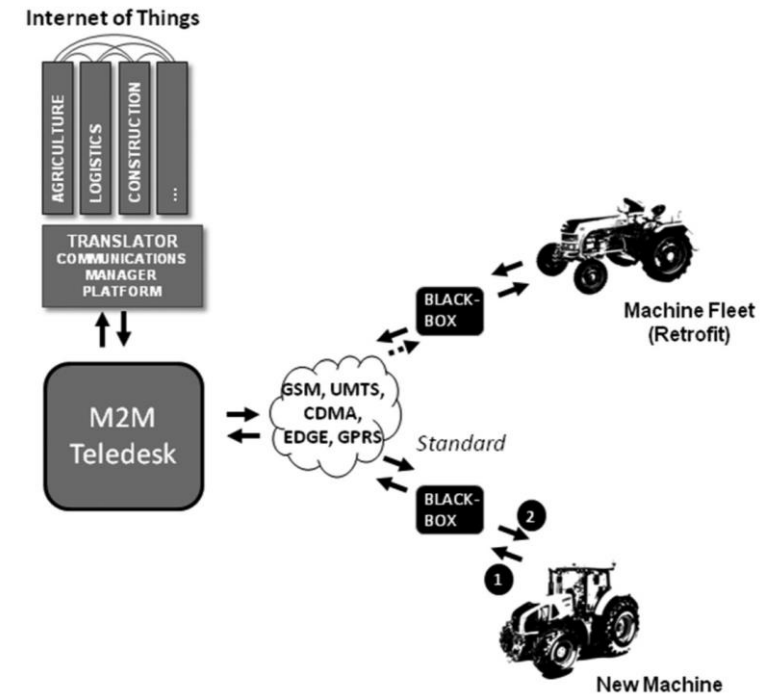 Internet of Things
AGRICULTURE
LOGISTICS
CONSTRUCTION
...
TRANSLATOR
COMMUNICATIONS
MANAGER
PLATFORM
M2M
Teledesk
GSM, UMTS,
CDMA,
EDGE, GPRS
BLACK-
BOX
Machine Fleet
(Retrofit)
Standard
BLACK-
BOX
2
1
New Machine